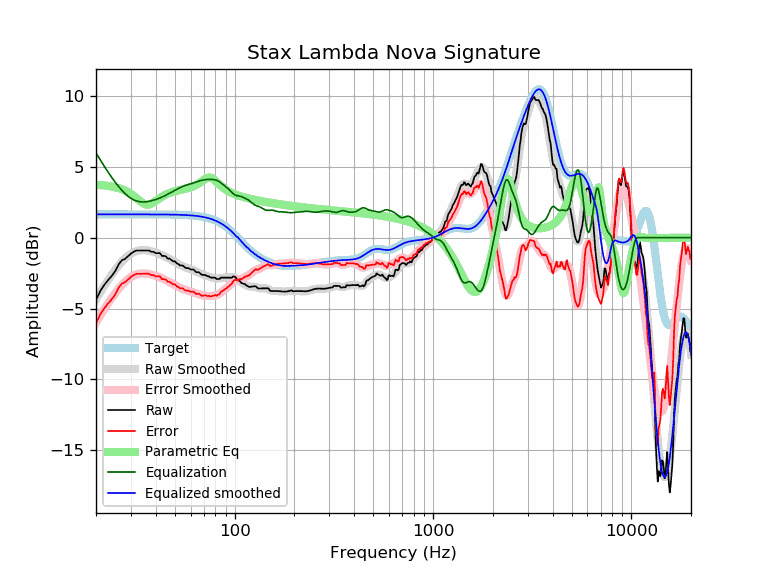 Stax Lambda Nova Signature
10
5
0
−5
−10
−15
Amplitude (dBr)
Target
Raw Smoothed
Error Smoothed
Raw
Error
Parametric Eq
Equalization
Equalized smoothed
100
1000
10000
Frequency (Hz)